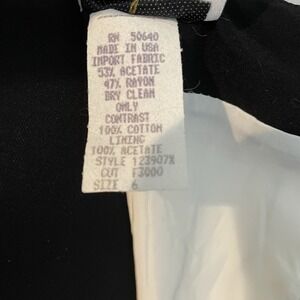 RN 50640
MADE IN USA
IMPORT FABRIC
53% ACETATE
47% RAYON
DRY CLEAN
ONLY
CONTRAST
100% COTTON
LINING
100% ACETATE
STYLE 123907X
CUT F3000
SIZE 6